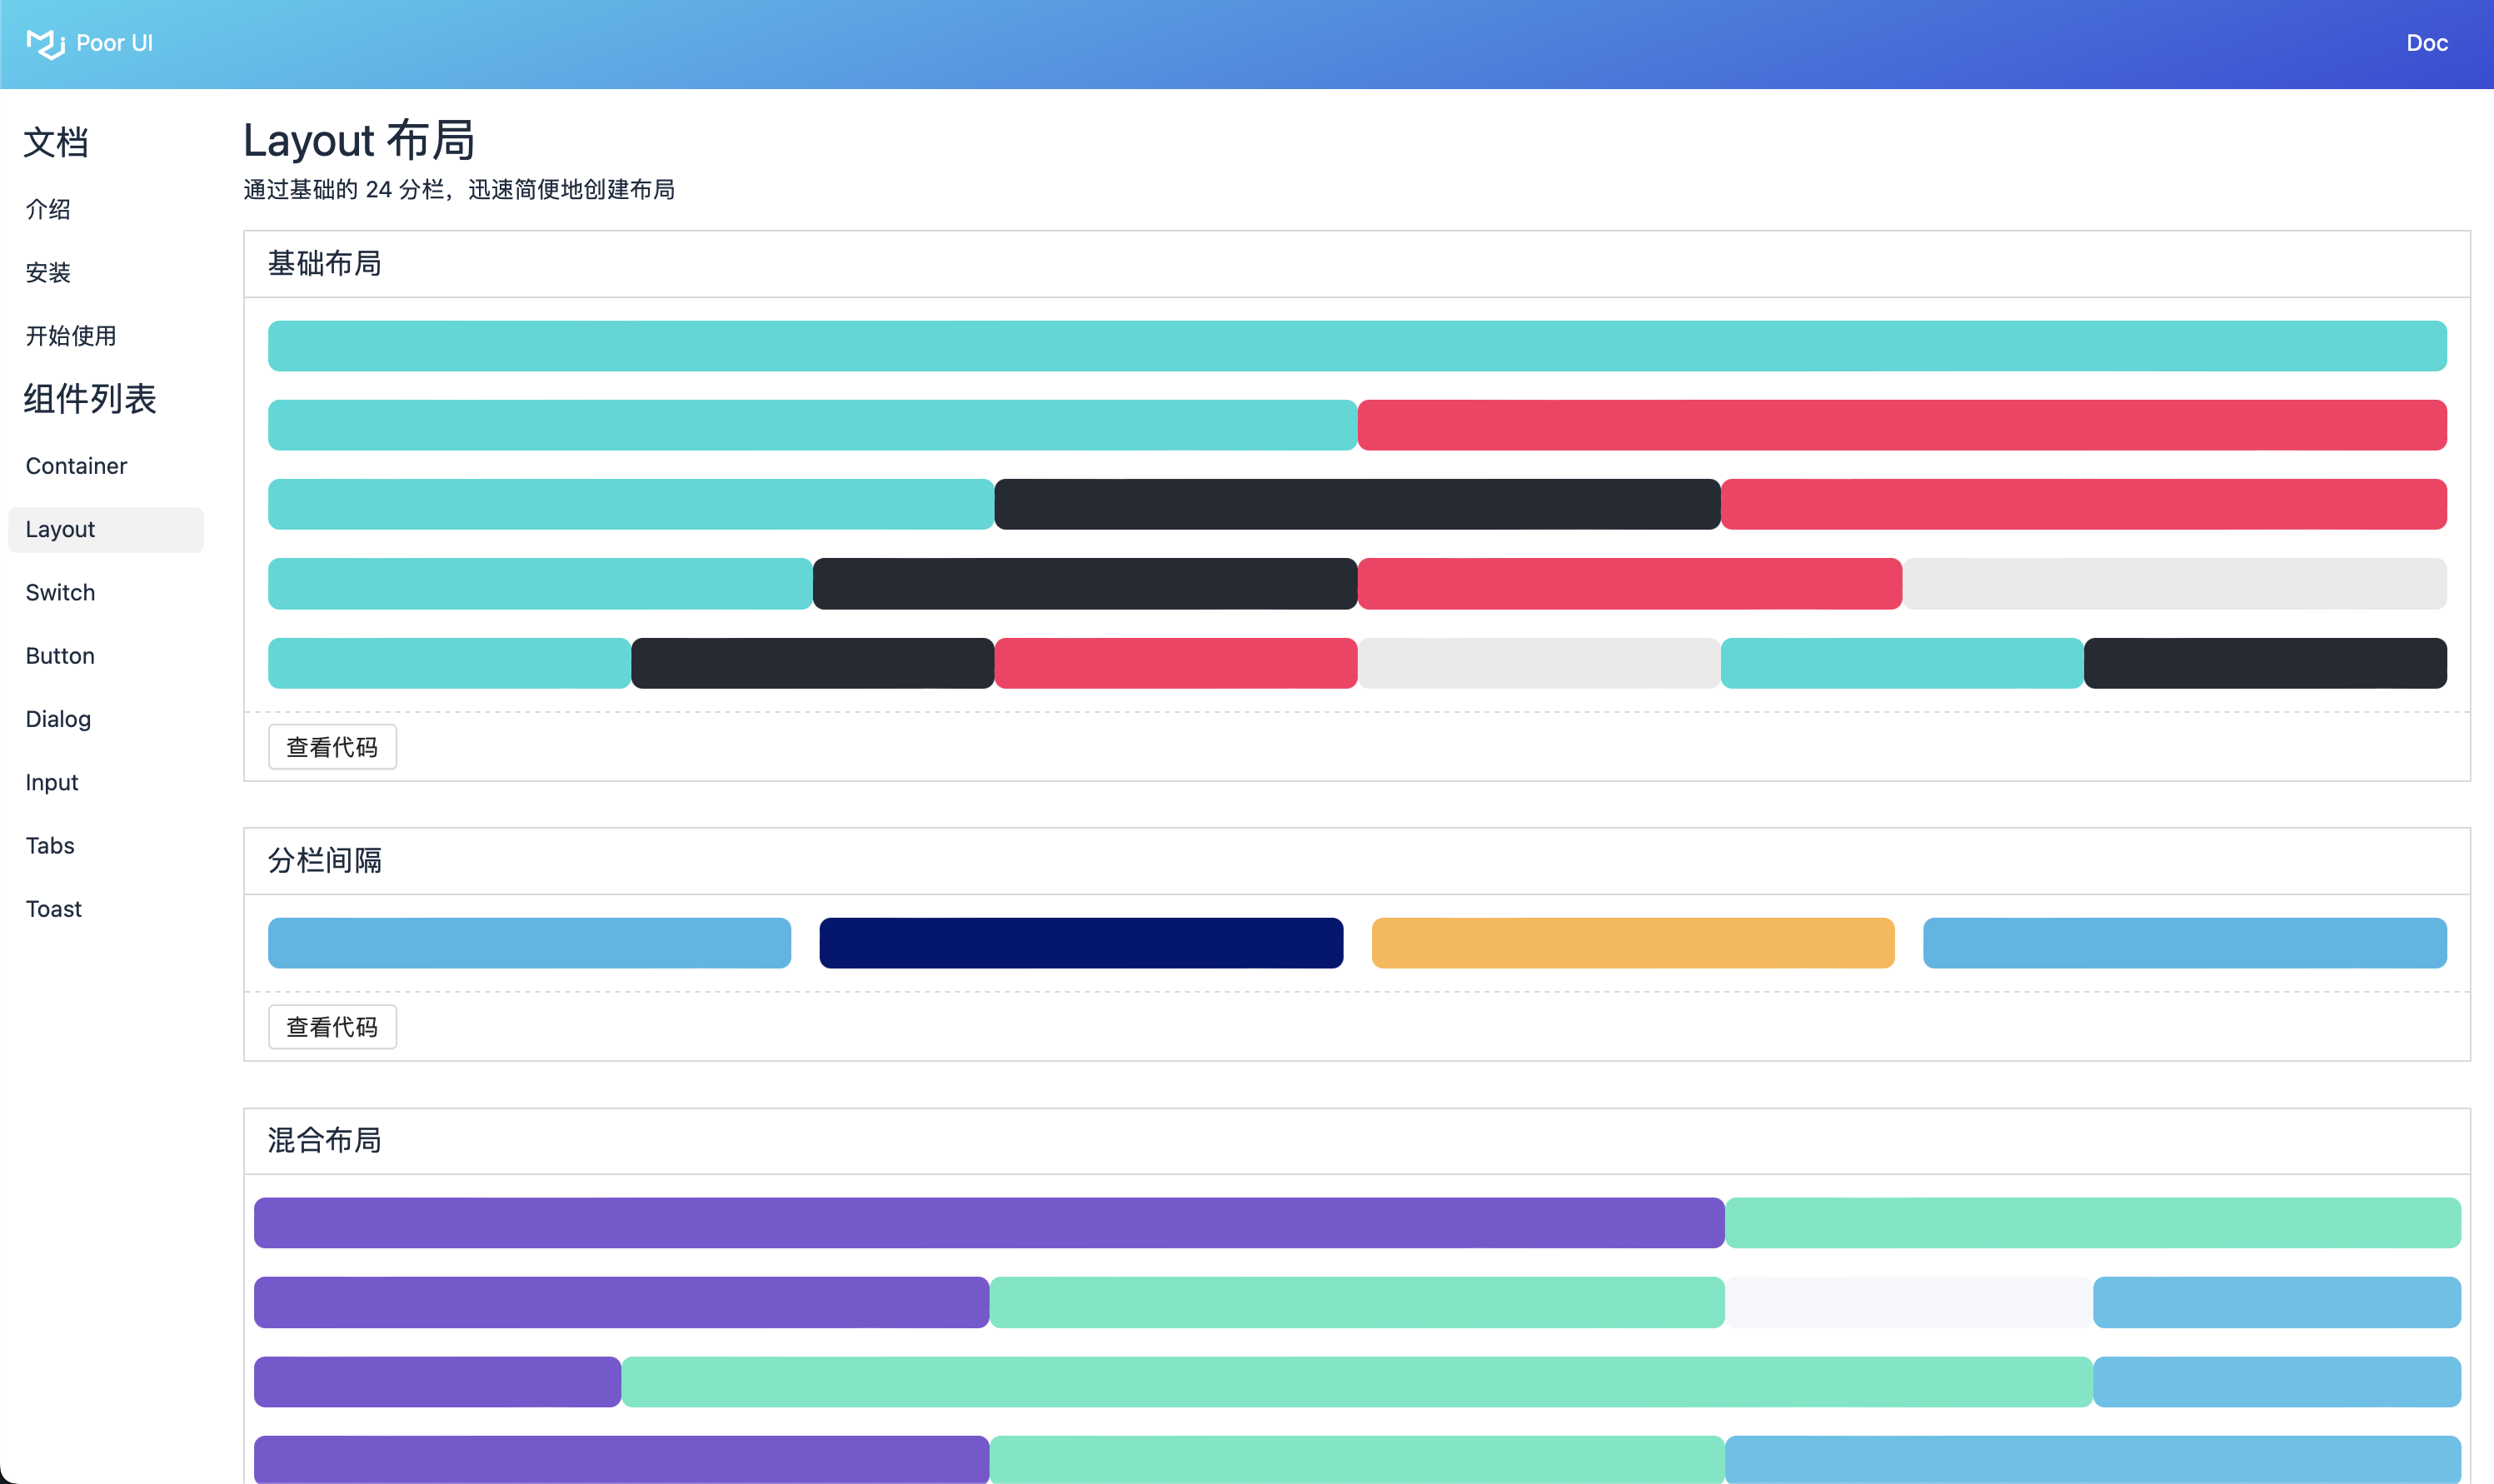 Poor UI
Doc
文档
介绍
安装
开始使用
组件列表
Container
Layout
Switch
Button
Dialog
Input
Tabs
Toast
Layout 布局
通过基础的 24 分栏，迅速简便地创建布局
基础布局
查看代码
分栏间隔
查看代码
混合布局